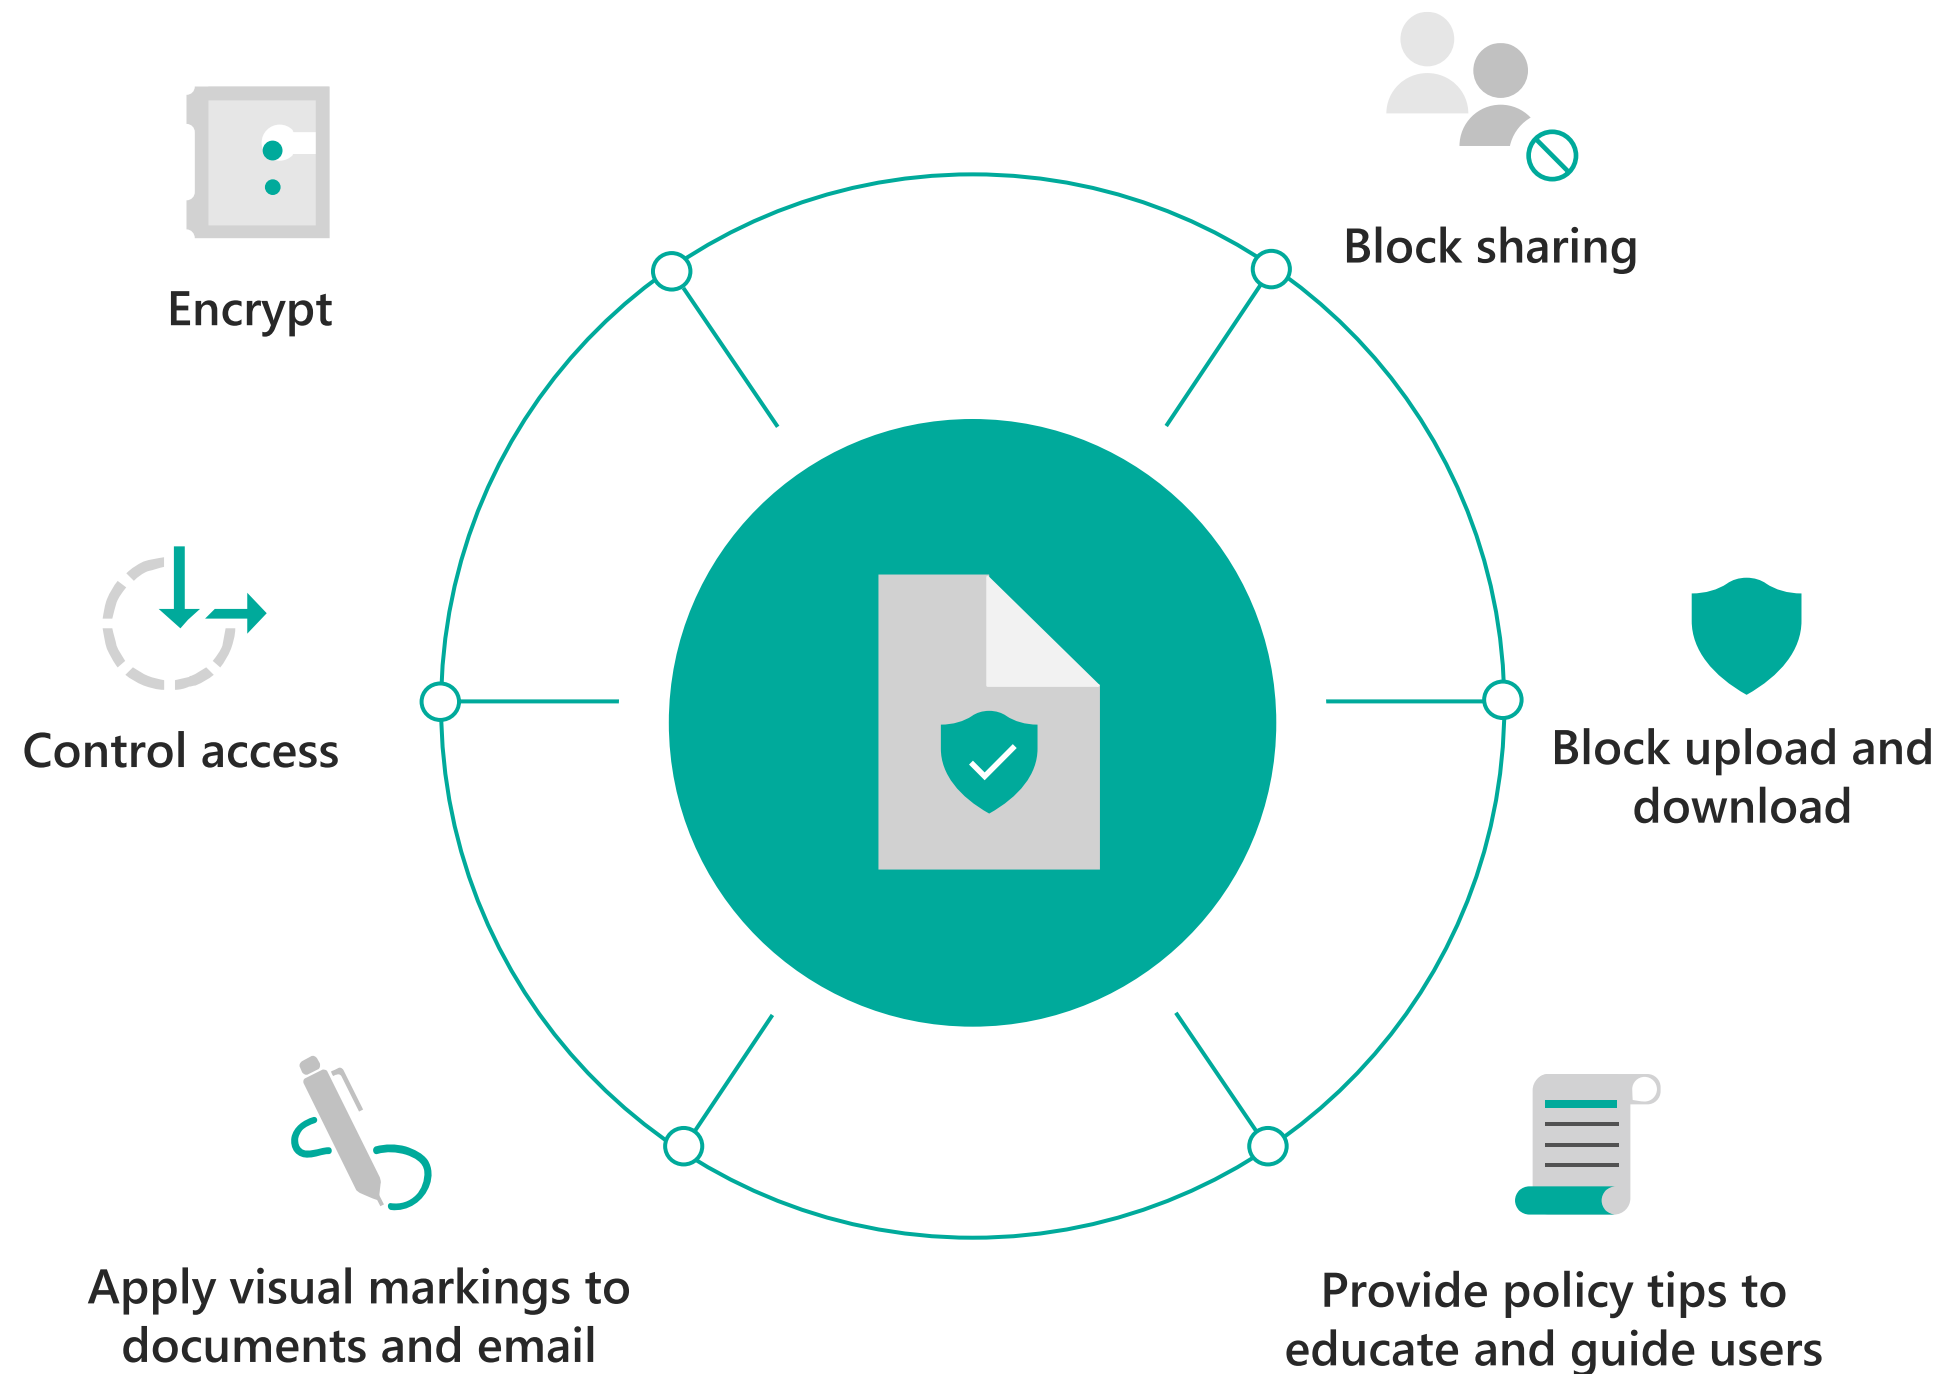 Encrypt
Block sharing
Control access
Block upload and
download
Apply visual markings to
documents and email
Provide policy tips to
educate and guide users